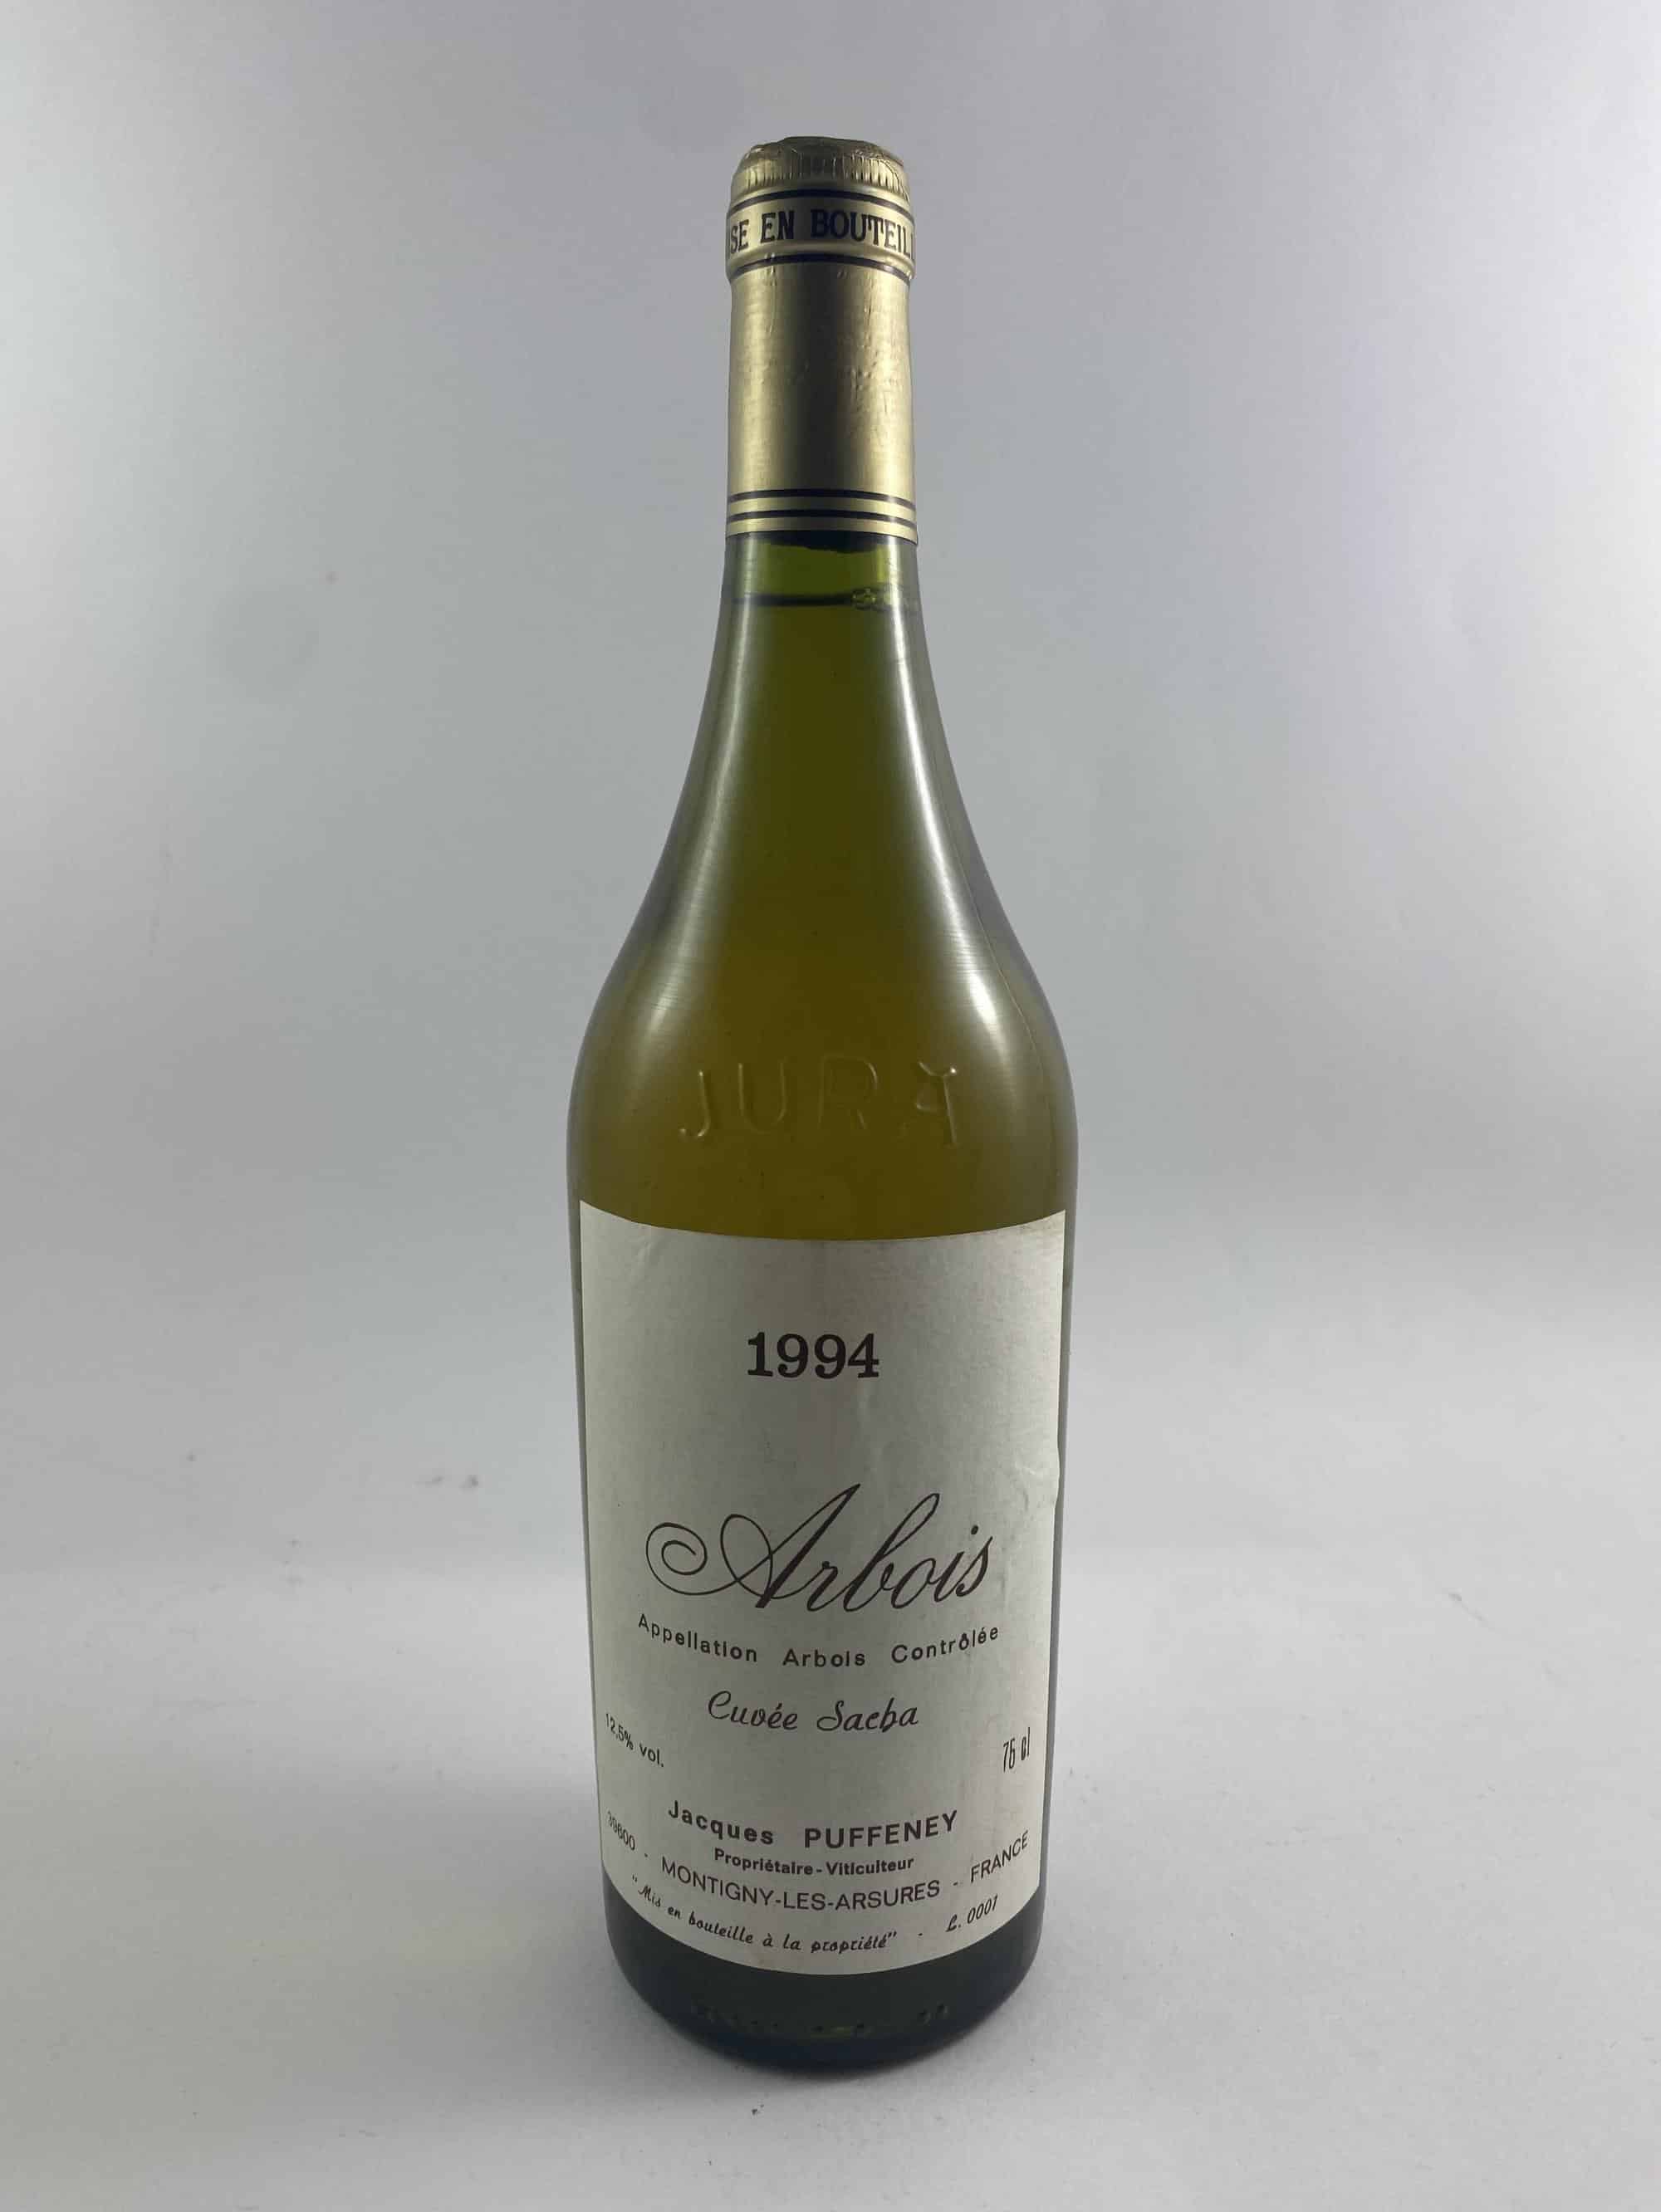 SE EN BOUTEIL
JURA
1994
Arbois
Appellation Arbois Contrôlée
Cuvée Sacha
12,5% vol.
75 cl
Jacques PUFFENEY
Propriétaire-Viticulteur
39600 - MONTIGNY-LES-ARSURES - FRANCE
"Mis en bouteille à la propriété" - L. 0001